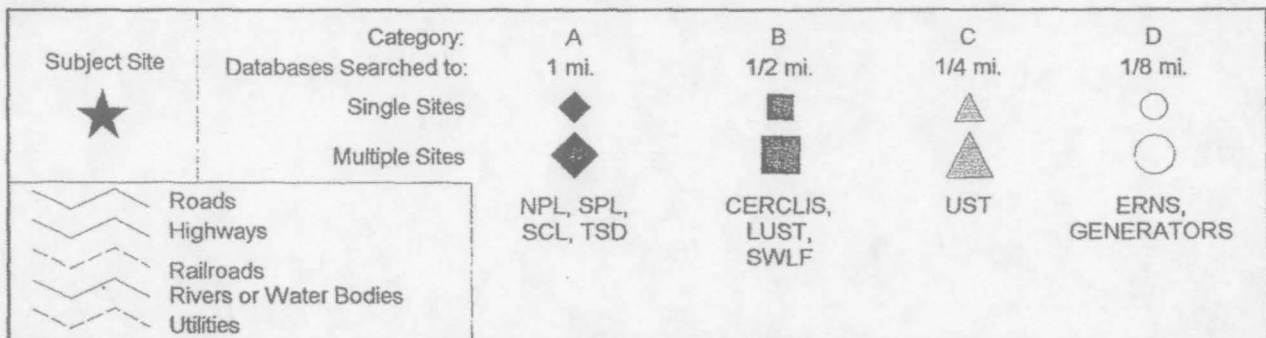 Subject Site
Category: A B C D
Databases Searched to: 1 mi. 1/2 mi. 1/4 mi. 1/8 mi.
Single Sites
Multiple Sites
NPL, SPL, CERCLIS, UST ERNS,
SCL, TSD LUST, GENERATORS
SWLF
Roads
Highways
Railroads
Rivers or Water Bodies
Utilities